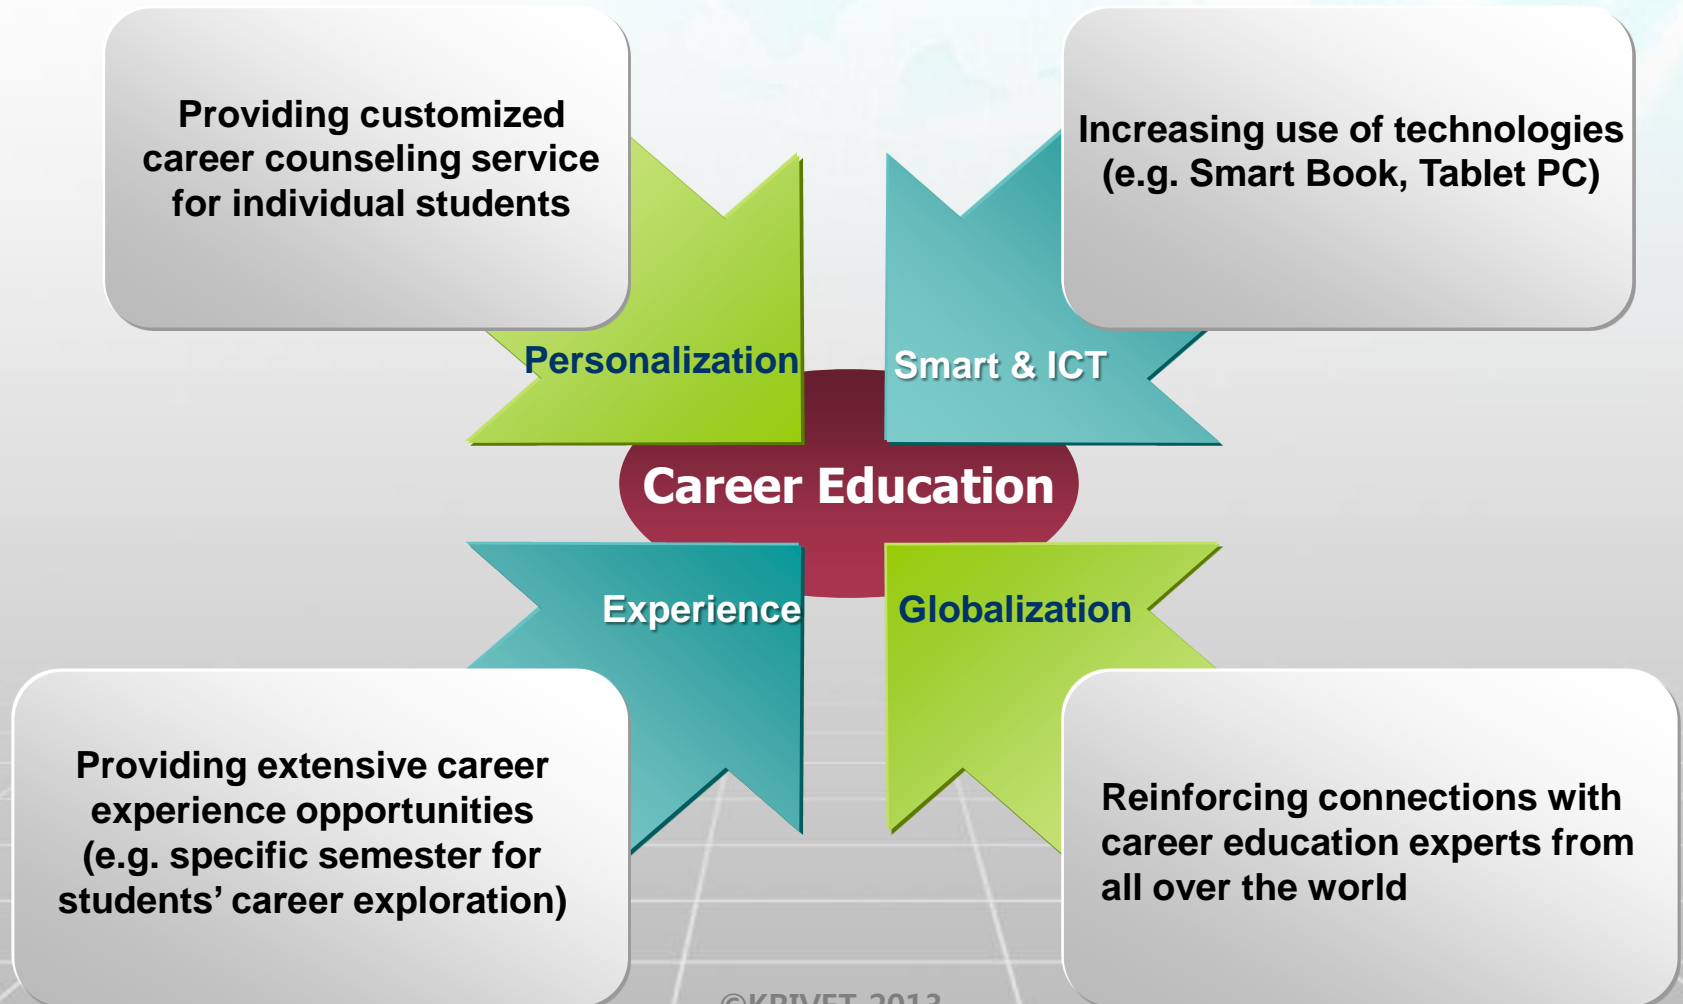 Providing customized
career counseling service
for individual students
Increasing use of technologies
(e.g. Smart Book, Tablet PC)
Personalization
Smart & ICT
Career Education
Experience
Globalization
Providing extensive career
experience opportunities
(e.g. specific semester for
students’ career exploration)
Reinforcing connections with
career education experts from
all over the world
©KRIVET 2013